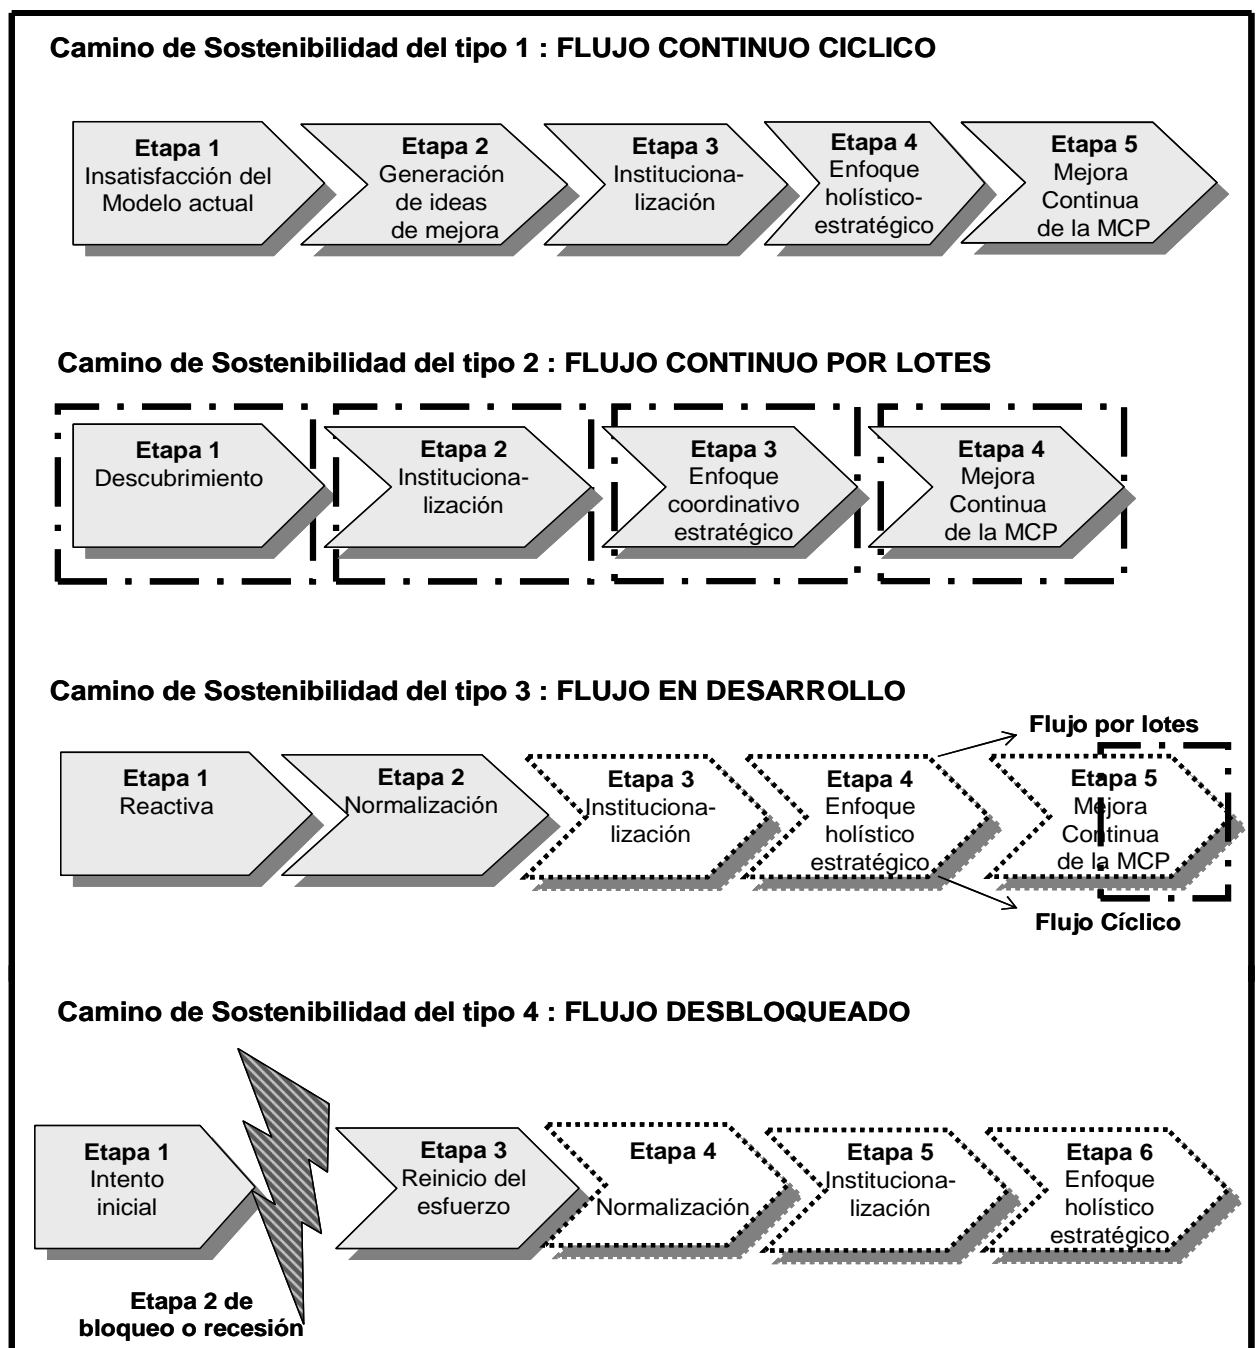 Camino de Sostenibilidad del tipo 1 : FLUJO CONTINUO CICLICO
Etapa 1
Insatisfacción del
Modelo actual
Etapa 2
Generación
de ideas
de mejora
Etapa 3
Instituciona-
lización
Etapa 4
Enfoque
holístico-
estratégico
Etapa 5
Mejora
Continua
de la MCP
Camino de Sostenibilidad del tipo 2 : FLUJO CONTINUO POR LOTES
Etapa 1
Descubrimiento
Etapa 2
Instituciona-
lización
Etapa 3
Enfoque
coordinativo
estratégico
Etapa 4
Mejora
Continua
de la MCP
Camino de Sostenibilidad del tipo 3 : FLUJO EN DESARROLLO
Flujo por lotes
Etapa 1
Reactiva
Etapa 2
Normalización
Etapa 3
Instituciona-
lización
Etapa 4
Enfoque
holístico
estratégico
Etapa 5
Mejora
Continua
de la MCP
Flujo Cíclico
Camino de Sostenibilidad del tipo 4 : FLUJO DESBLOQUEADO
Etapa 1
Intento
inicial
Etapa 2 de
bloqueo o recesión
Etapa 3
Reinicio del
esfuerzo
Etapa 4
Normalización
Etapa 5
Instituciona-
lización
Etapa 6
Enfoque
holístico
estratégico